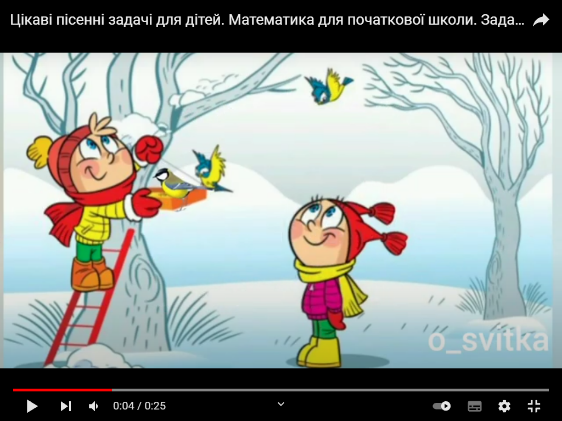 Цікаві пісенні задачі для дітей. Математика для початкової школи. Зада...
o_svitka
0:04 / 0:25